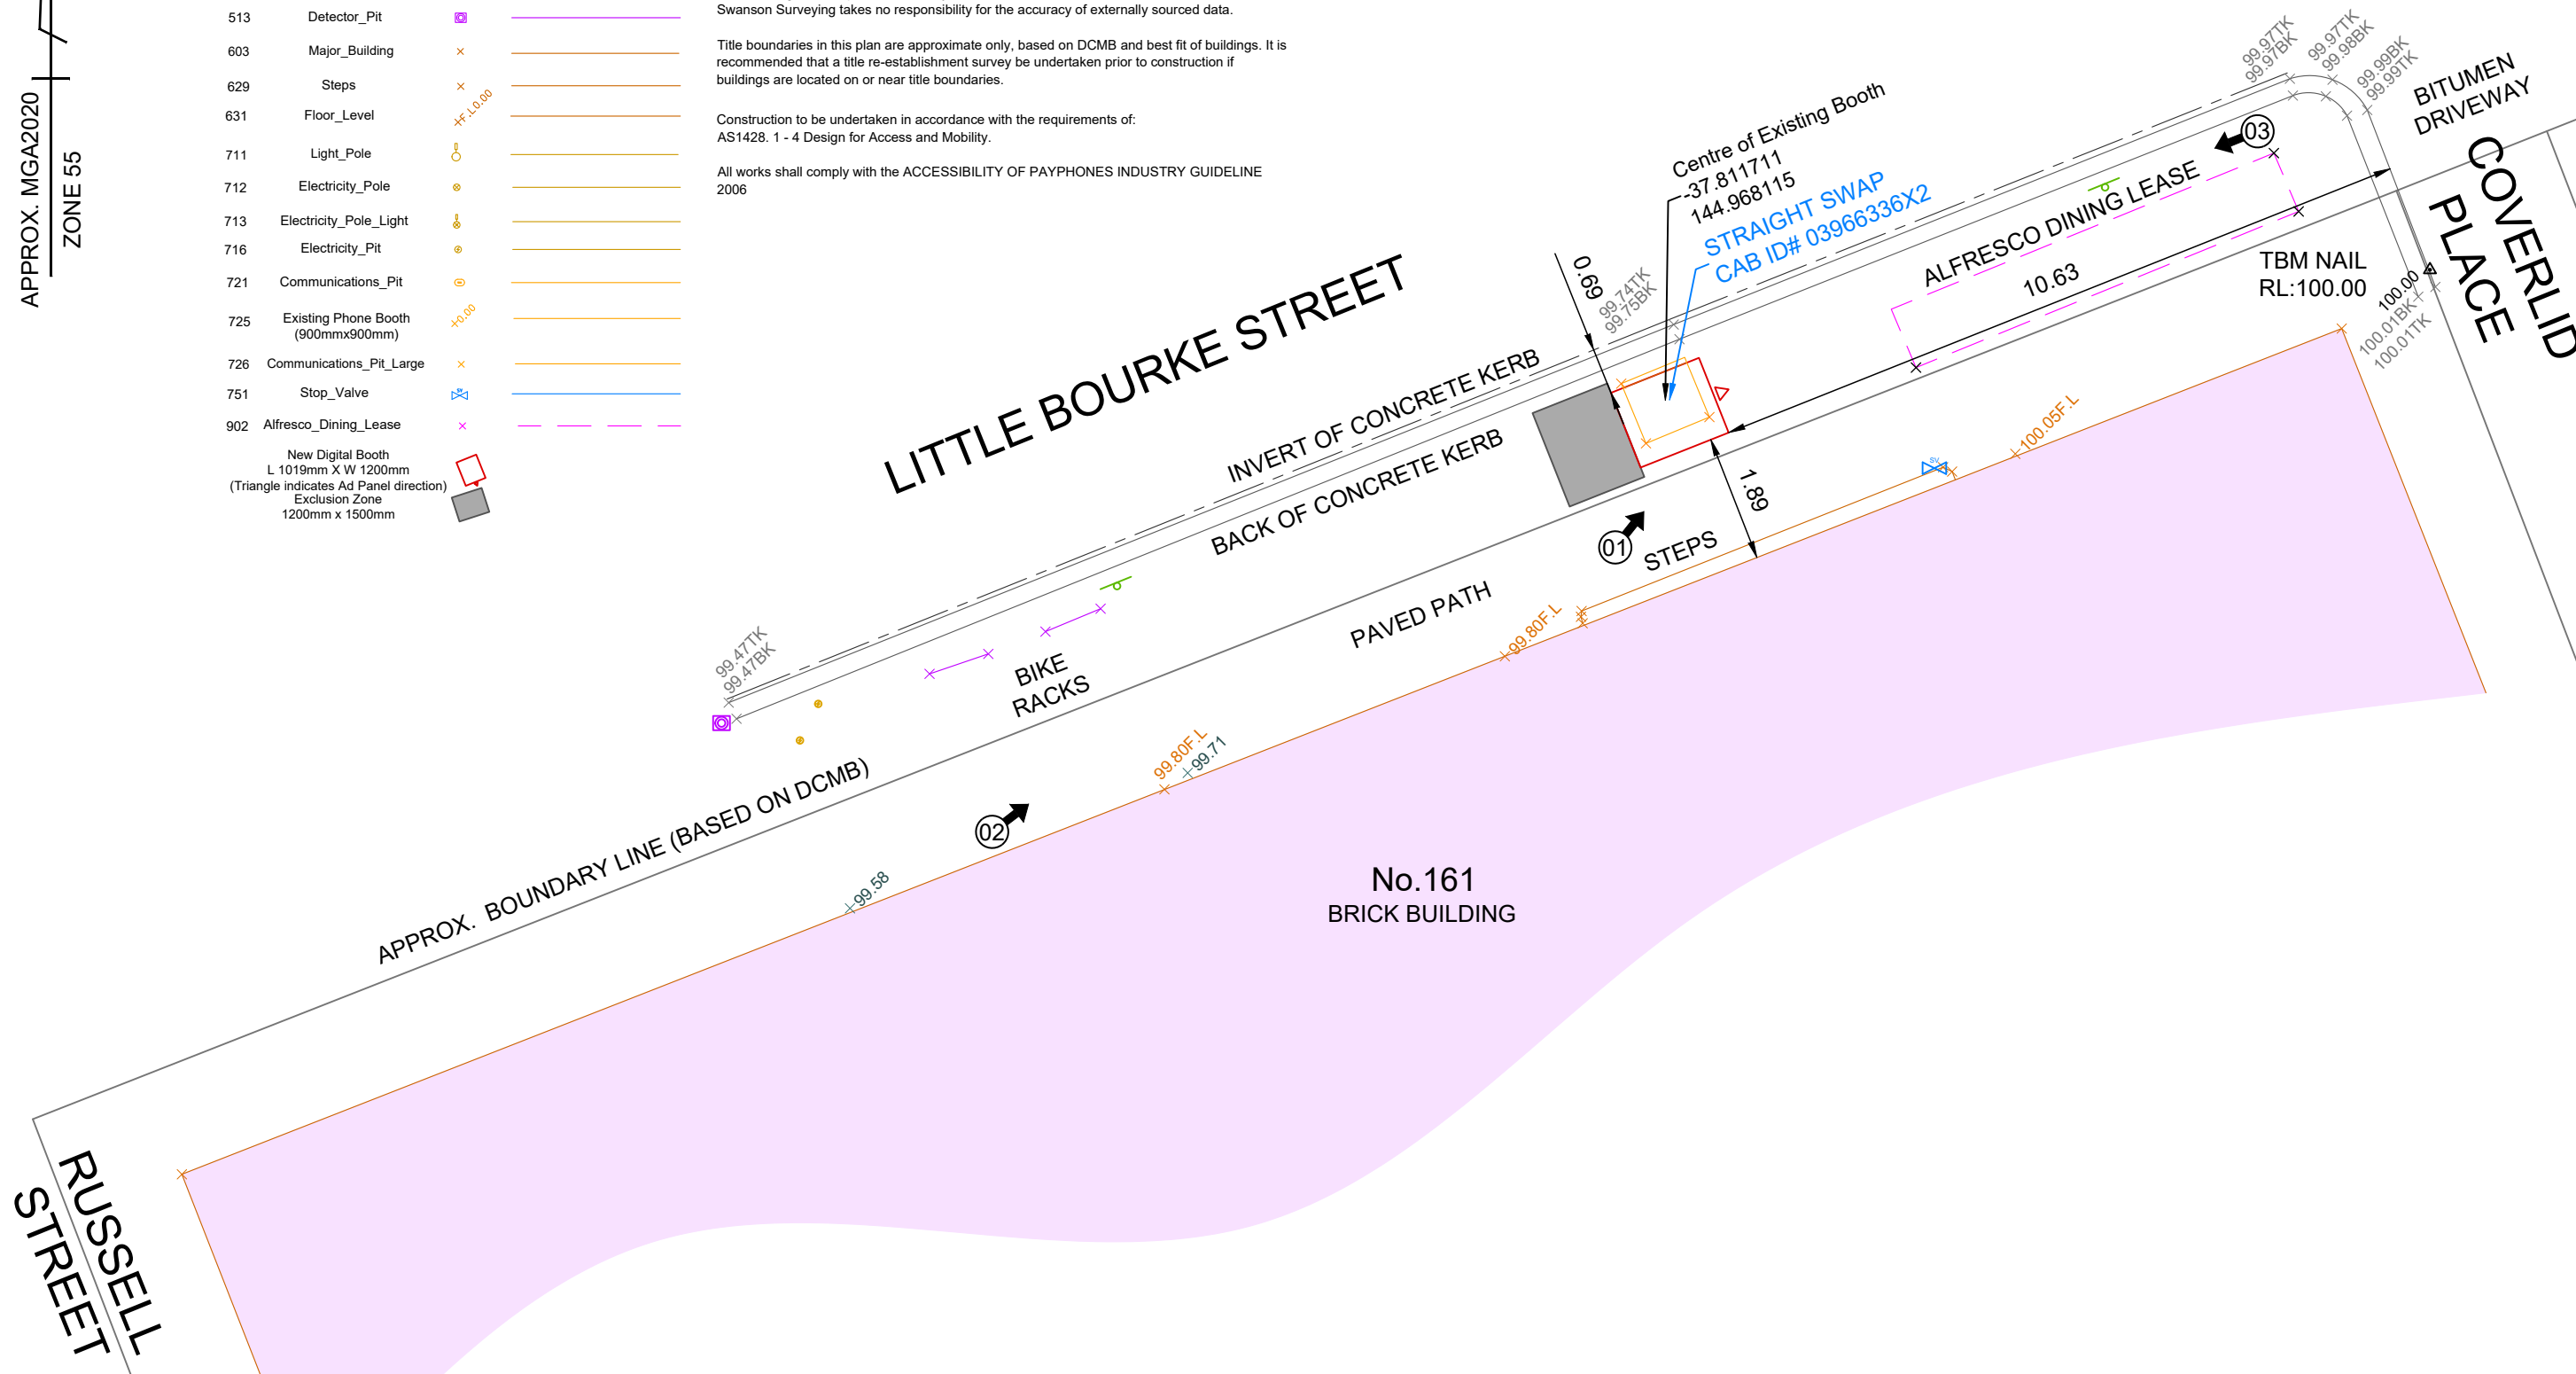 APPROX. MGA2020
ZONE 55
513 Detector_Pit
603 Major_Building
629 Steps
631 Floor_Level F.L0.00
711 Light_Pole
712 Electricity_Pole
713 Electricity_Pole_Light
716 Electricity_Pit
721 Communications_Pit
725 Existing Phone Booth
(900mmx900mm) 0.00
726 Communications_Pit_Large
751 Stop_Valve SV
902 Alfresco_Dining_Lease
New Digital Booth
L 1019mm X W 1200mm
(Triangle indicates Ad Panel direction)
Exclusion Zone
1200mm x 1500mm
Swanson Surveying takes no responsibility for the accuracy of externally sourced data.
Title boundaries in this plan are approximate only, based on DCMB and best fit of buildings. It is
recommended that a title re-establishment survey be undertaken prior to construction if
buildings are located on or near title boundaries.
Construction to be undertaken in accordance with the requirements of:
AS1428. 1 - 4 Design for Access and Mobility.
All works shall comply with the ACCESSIBILITY OF PAYPHONES INDUSTRY GUIDELINE
2006
99.97TK
99.97BK
99.97TK
99.98BK
99.99BK
99.99TK
BITUMEN
DRIVEWAY
COVERLID
PLACE
03
Centre of Existing Booth
-37.811711
144.968115
STRAIGHT SWAP
CAB ID# 03966336X2
ALFRESCO DINING LEASE
10.63
TBM NAIL
RL:100.00
100.00
100.01BK
100.01TK
0.69
99.74TK
99.75BK
LITTLE BOURKE STREET
INVERT OF CONCRETE KERB
BACK OF CONCRETE KERB
1.89
SV
100.05F.L
01
STEPS
PAVED PATH
99.80F.L
99.47TK
99.47BK
BIKE
RACKS
99.80F.L
99.71
02
APPROX. BOUNDARY LINE (BASED ON DCMB)
99.58
No.161
BRICK BUILDING
RUSSELL
STREET